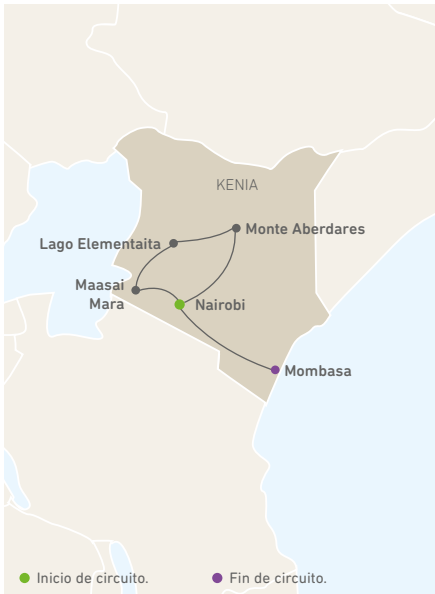 KENIA
Monte Aberdares
Lago Elementaita
Maasai
Mara
Nairobi
Mombasa
Inicio de circuito.
Fin de circuito.